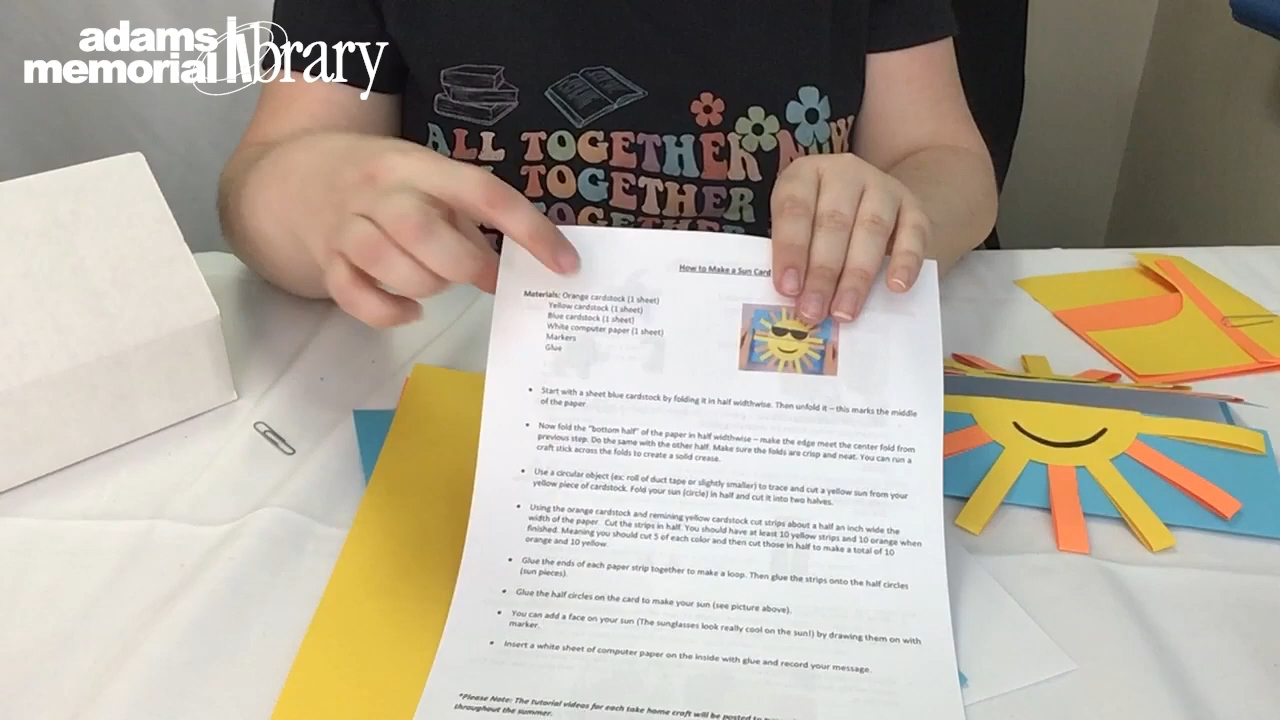 adams
memorial library
ALL TOGETHER NOW
TOGETHER
TOGETHER
How to Make a Sun Card
Materials: Orange cardstock (1 sheet)
Yellow cardstock (1 sheet)
Blue cardstock (1 sheet)
White computer paper (1 sheet)
Markers
Glue
• Start with a sheet blue cardstock by folding it in half widthwise. Then unfold it – this marks the middle
of the paper
• Now fold the "bottom half" of the paper in half widthwise – make the edge meet the center fold from
previous step. Do the same with the other half. Make sure the folds are crisp and neat. You can run a
craft stick across the folds to create a solid crease.
• Use a circular object (ex: roll of duct tape or slightly smaller) to trace and cut a yellow sun from your
yellow piece of cardstock. Fold your sun (circle) in half and cut it into two halves.
• Using the orange cardstock and remining yellow cardstock cut strips about a half an inch wide the
width of the paper. Cut the strips in half. You should have at least 10 yellow strips and 10 orange when
finished. Meaning you should cut 5 of each color and then cut those in half to make a total of 10
orange and 10 yellow.
• Glue the ends of each paper strip together to make a loop. Then glue the strips onto the half circles
(sun pieces).
• Glue the half circles on the card to make your sun (see picture above).
• You can add a face on your sun (The sunglasses look really cool on the sun!) by drawing them on with
marker.
• Insert a white sheet of computer paper on the inside with glue and record your message.
*Please Note: The tutorial videos for each take home craft will be posted to
throughout the summer.